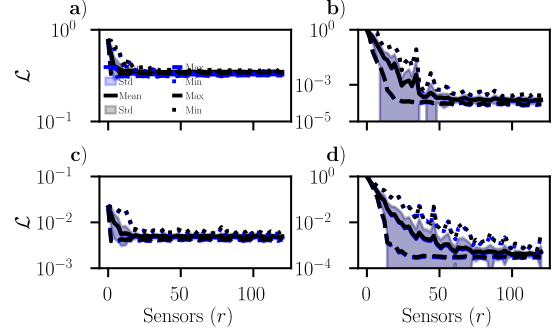 a)
b)
10^0
10^-1
ℒ
Max
Std
Min
Mean
Max
Std
Min
10^0
10^-3
10^-5
c)
d)
10^-1
10^-2
10^-3
ℒ
0 50 100
Sensors (r)
10^0
10^-2
10^-4
0 50 100
Sensors (r)